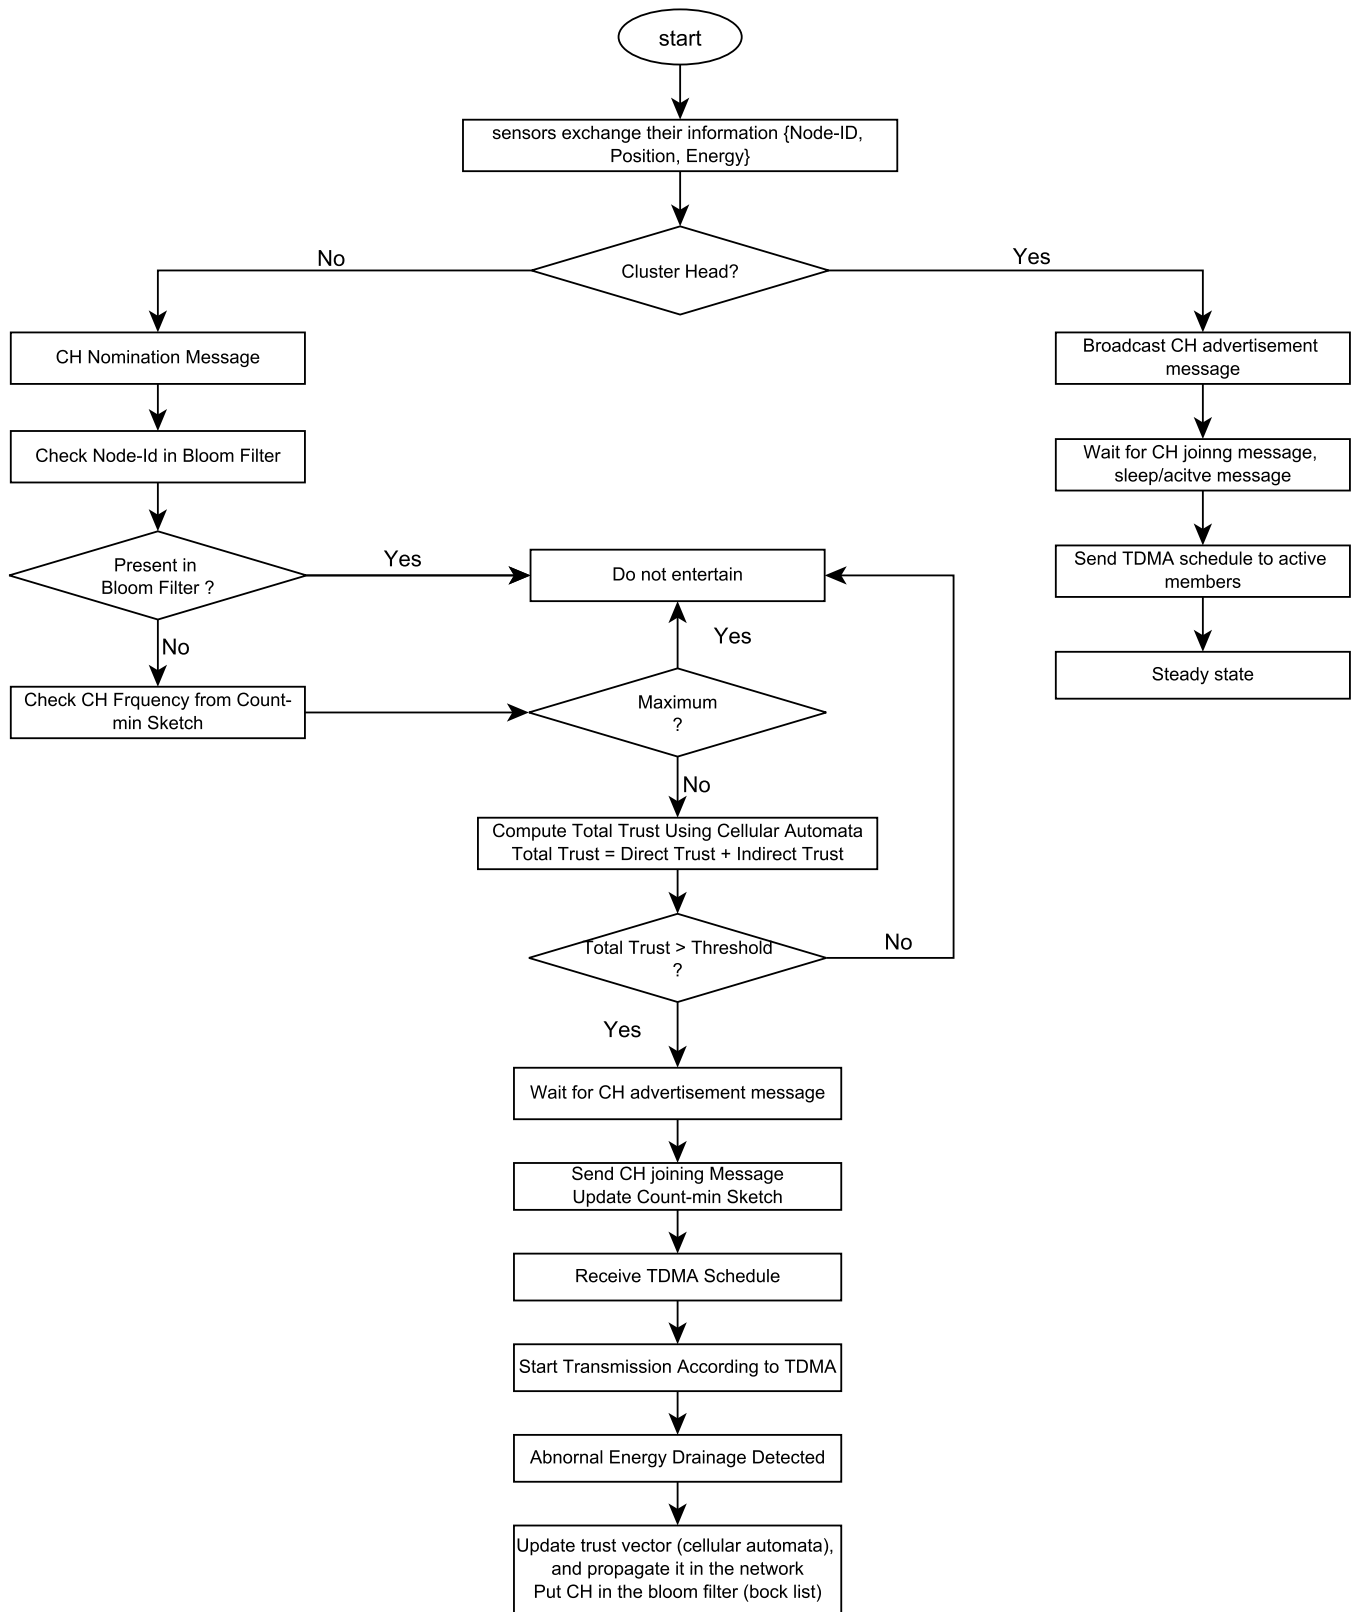 start
sensors exchange their information {Node-ID,
Position, Energy}
No
Yes
Cluster Head?
CH Nomination Message
Broadcast CH advertisement
message
Check Node-Id in Bloom Filter
Wait for CH joinng message,
sleep/acitve message
Present in
Bloom Filter ?
Yes
Do not entertain
Send TDMA schedule to active
members
No
Yes
Steady state
Check CH Frquency from Count-
min Sketch
Maximum
?
No
Compute Total Trust Using Cellular Automata
Total Trust = Direct Trust + Indirect Trust
Total Trust > Threshold
?
No
Yes
Wait for CH advertisement message
Send CH joining Message
Update Count-min Sketch
Receive TDMA Schedule
Start Transmission According to TDMA
Abnornal Energy Drainage Detected
Update trust vector (cellular automata),
and propagate it in the network
Put CH in the bloom filter (bock list)